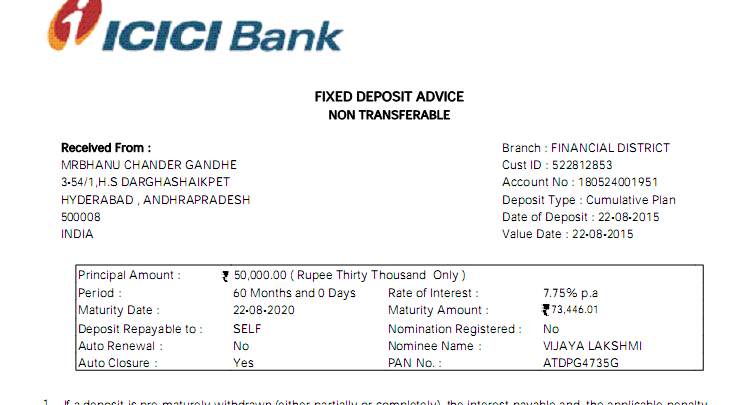 ICICI Bank
FIXED DEPOSIT ADVICE
NON TRANSFERABLE
Received From :
MRBHANU CHANDER GANDHE
3-54/1,H.S DARGHASHAIKPET
HYDERABAD , ANDHRAPRADESH
500008
INDIA
Branch : FINANCIAL DISTRICT
Cust ID : 522812853
Account No : 180524001951
Deposit Type : Cumulative Plan
Date of Deposit : 22-08-2015
Value Date : 22-08-2015
Principal Amount : ₹ 50,000.00 ( Rupee Thirty Thousand Only )
Period : 60 Months and 0 Days Rate of Interest : 7.75% p.a
Maturity Date : 22-08-2020 Maturity Amount : ₹73,446.01
Deposit Repayable to : SELF Nomination Registered : No
Auto Renewal : No Nominee Name : VIJAYA LAKSHMI
Auto Closure : Yes PAN No. : ATDPG4735G
1. If a deposit is pre maturely withdrawn (either partially or completely), the interest payable and the applicable penalty